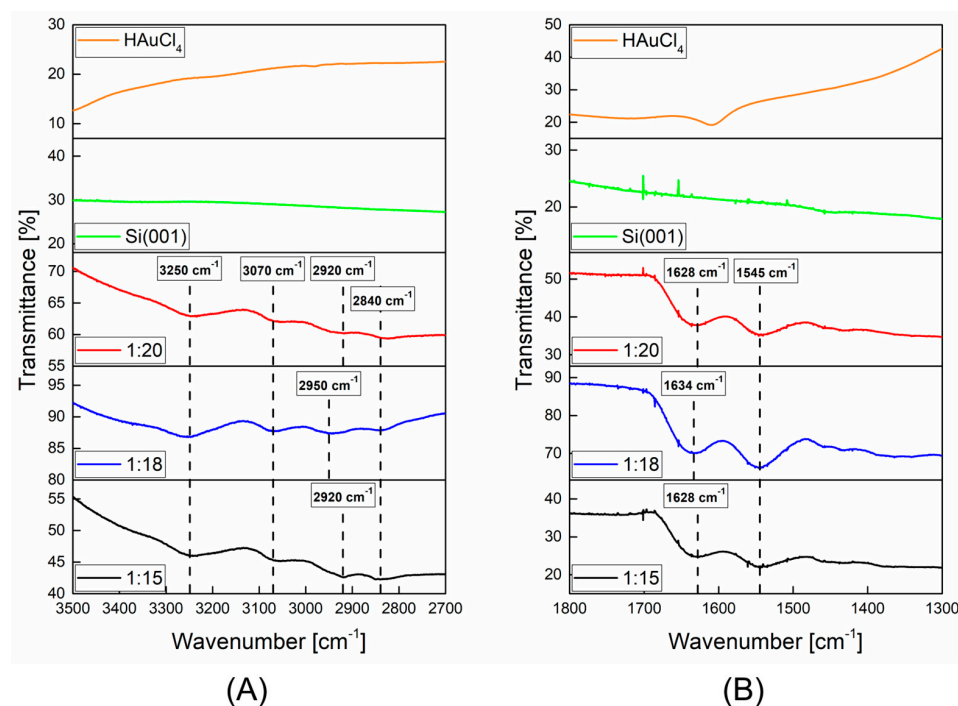 Transmittance [%]
30
20
10
HAuCl4
40
30
20
Si(001)
70
65
60
55
3250 cm-1
3070 cm-1
2920 cm-1
2840 cm-1
1:20
95
90
85
80
2950 cm-1
1:18
55
50
45
40
2920 cm-1
1:15
3500 3400 3300 3200 3100 3000 2900 2800 2700
Wavenumber [cm-1]
(A)
Transmittance [%]
50
40
30
20
HAuCl4
30
20
Si(001)
50
40
30
1628 cm-1
1545 cm-1
1:20
90
80
70
60
1634 cm-1
1:18
45
35
25
15
1628 cm-1
1:15
1800 1700 1600 1500 1400 1300
Wavenumber [cm-1]
(B)